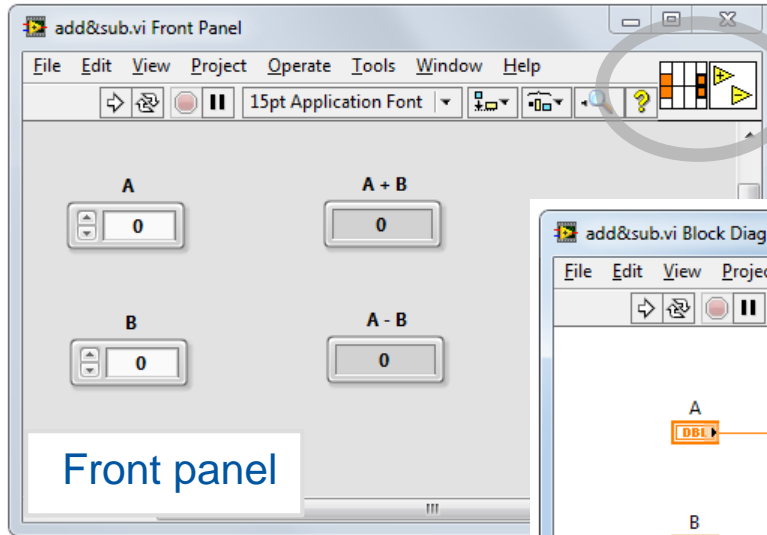 add&sub.vi Front Panel
File Edit View Project Operate Tools Window Help
15pt Application Font
A
A + B
0
0
B
A - B
0
0
Front panel
add&sub.vi Block Diag
File Edit View Projec
A
DBL
B